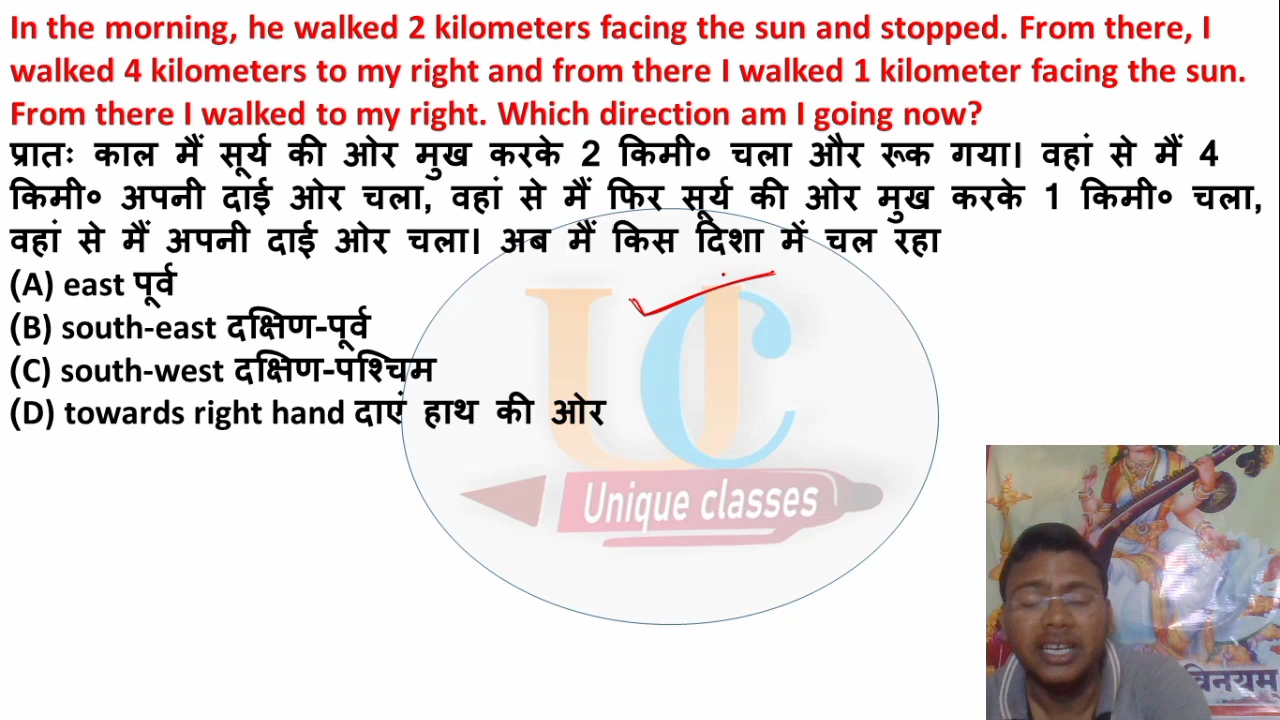 In the morning, he walked 2 kilometers facing the sun and stopped. From there, I
walked 4 kilometers to my right and from there I walked 1 kilometer facing the sun.
From there I walked to my right. Which direction am I going now?
प्रातः काल मैं सूर्य की ओर मुख करके 2 किमी० चला और रूक गया। वहां से मैं 4
किमी० अपनी दाई ओर चला, वहां से मैं फिर सूर्य की ओर मुख करके 1 किमी० चला,
वहां से मैं अपनी दाई ओर चला। अब मैं किस दिशा में चल रहा
(A) east पूर्व
(B) south-east दक्षिण-पूर्व
(C) south-west दक्षिण-पश्चिम
(D) towards right hand दाएं हाथ की ओर
UC
Unique classes
विनयम्